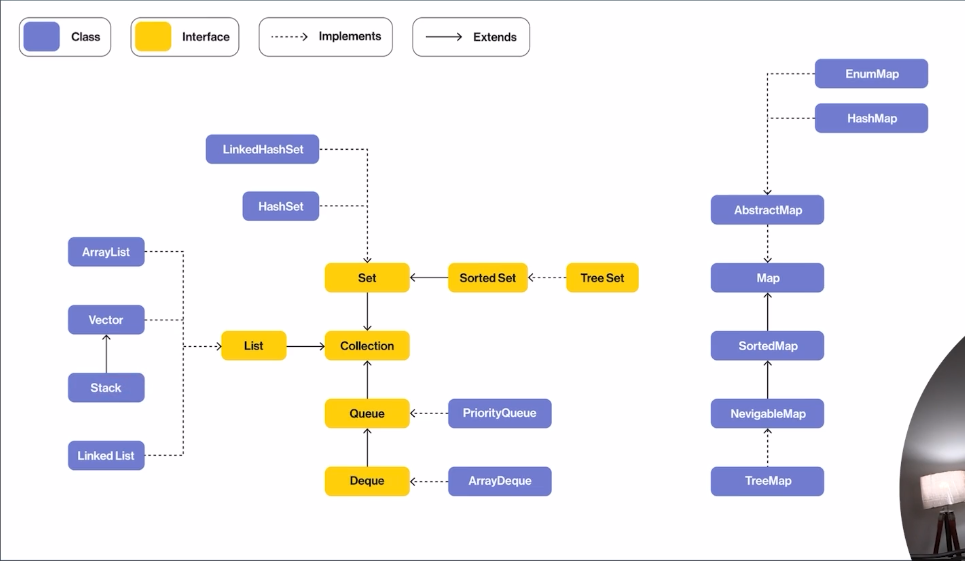 Class
Interface
Implements
Extends
EnumMap
HashMap
LinkedHashSet
HashSet
AbstractMap
ArrayList
Set
Sorted Set
Tree Set
Map
Vector
List
Collection
SortedMap
Stack
Queue
PriorityQueue
NevigableMap
Linked List
Deque
ArrayDeque
TreeMap